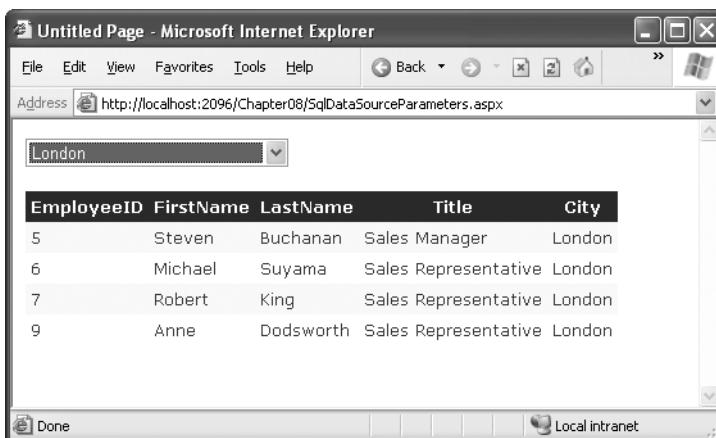 Untitled Page - Microsoft Internet Explorer
File Edit View Favorites Tools Help Back »
Address http://localhost:2096/Chapter08/SqlDataSourceParameters.aspx
London
EmployeeID FirstName LastName Title City
5 Steven Buchanan Sales Manager London
6 Michael Suyama Sales Representative London
7 Robert King Sales Representative London
9 Anne Dodsworth Sales Representative London
Done Local intranet